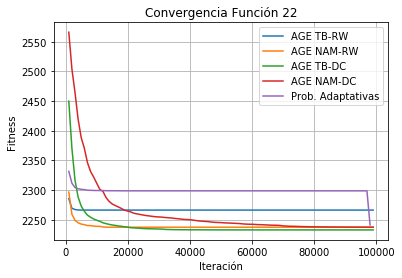 Convergencia Función 22
Fitness
2550
2500
2450
2400
2350
2300
2250
AGE TB-RW
AGE NAM-RW
AGE TB-DC
AGE NAM-DC
Prob. Adaptativas
0
20000
40000
60000
80000
100000
Iteración